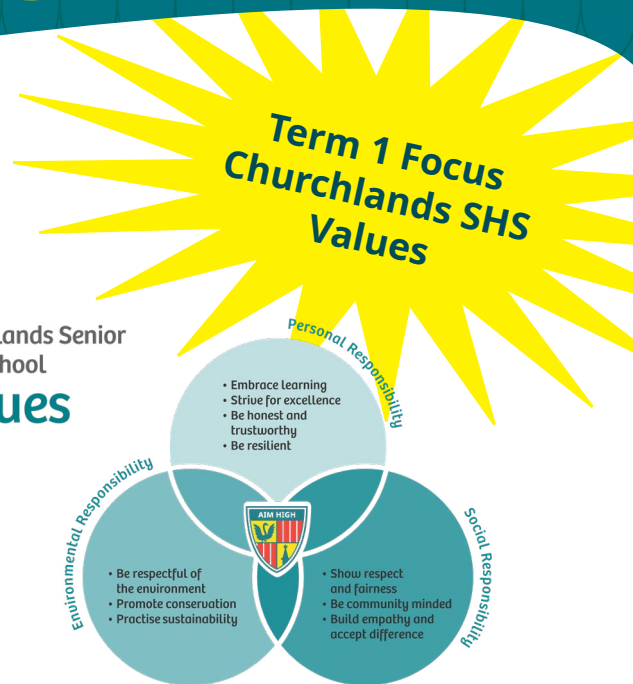 Term 1 Focus
Churchlands SHS
Values
lands Senior
hool
ues
Personal Responsibility
• Embrace learning
• Strive for excellence
• Be honest and
trustworthy
• Be resilient
Environmental Responsibility
• Be respectful of
the environment
• Promote conservation
• Practise sustainability
AIM HIGH
Social Responsibility
• Show respect
and fairness
• Be community minded
• Build empathy and
accept difference